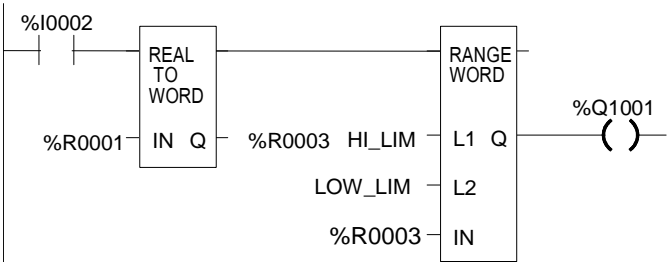 %I0002
REAL
TO
WORD
RANGE
WORD
%Q1001
%R0001 IN Q %R0003 HI_LIM L1 Q
LOW_LIM L2
%R0003 IN